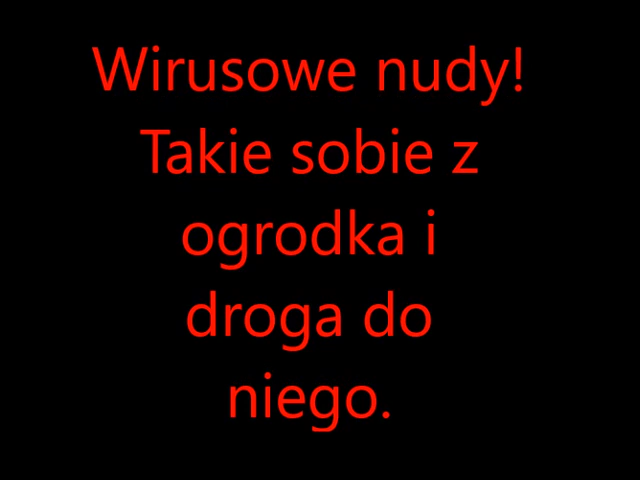 Wirusowe nudy!
Takie sobie z
ogrodka i
droga do
niego.